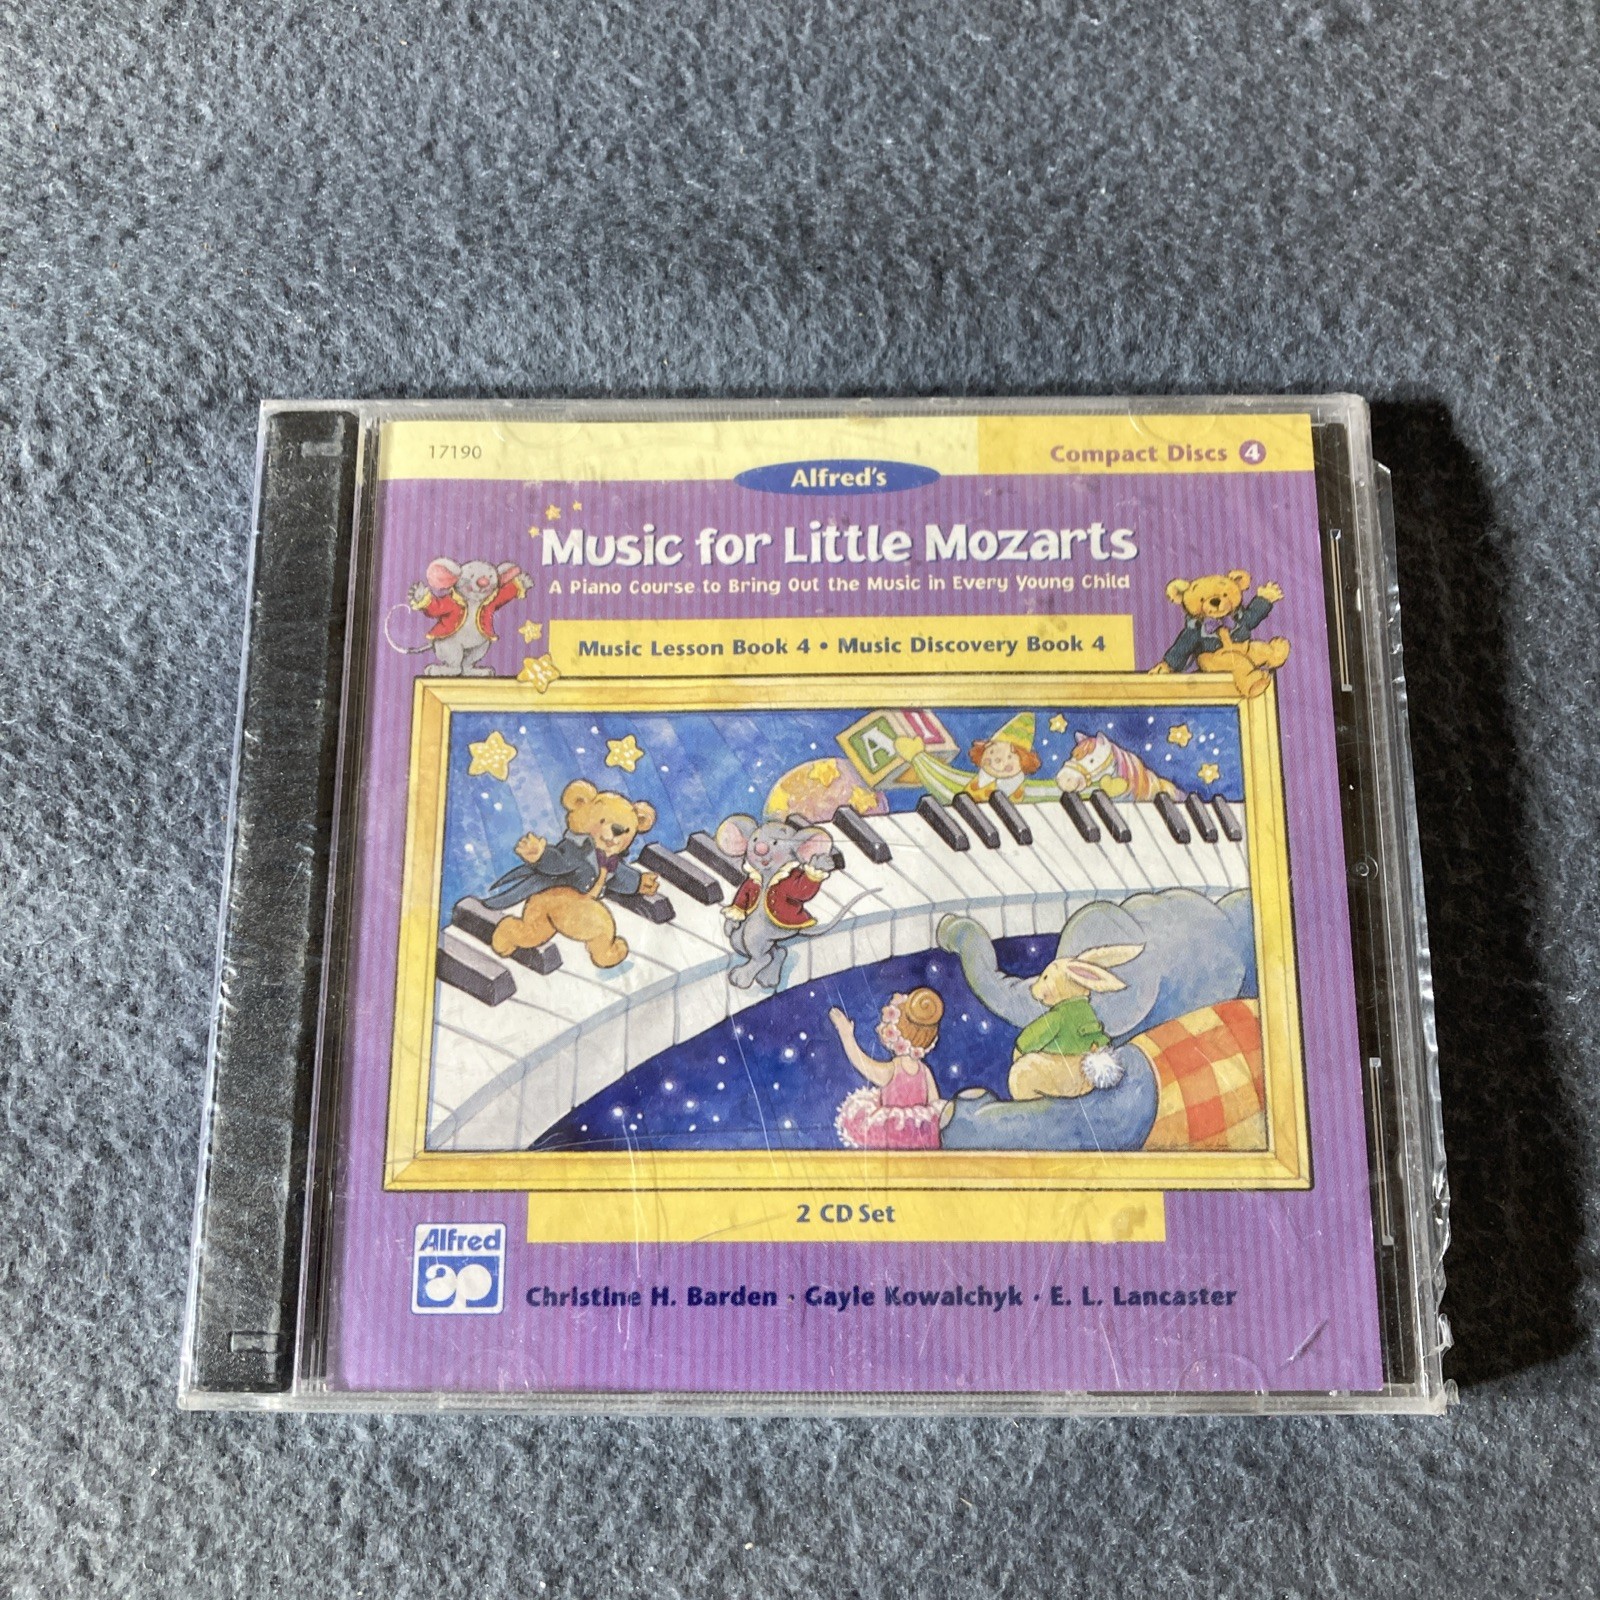 17190
Compact Discs 4
Alfred's
Music for Little Mozarts
A Piano Course to Bring Out the Music in Every Young Child
Music Lesson Book 4 • Music Discovery Book 4
A
2 CD Set
Alfred
Christine H. Barden · Gayle Kowalchyk · E. L. Lancaster